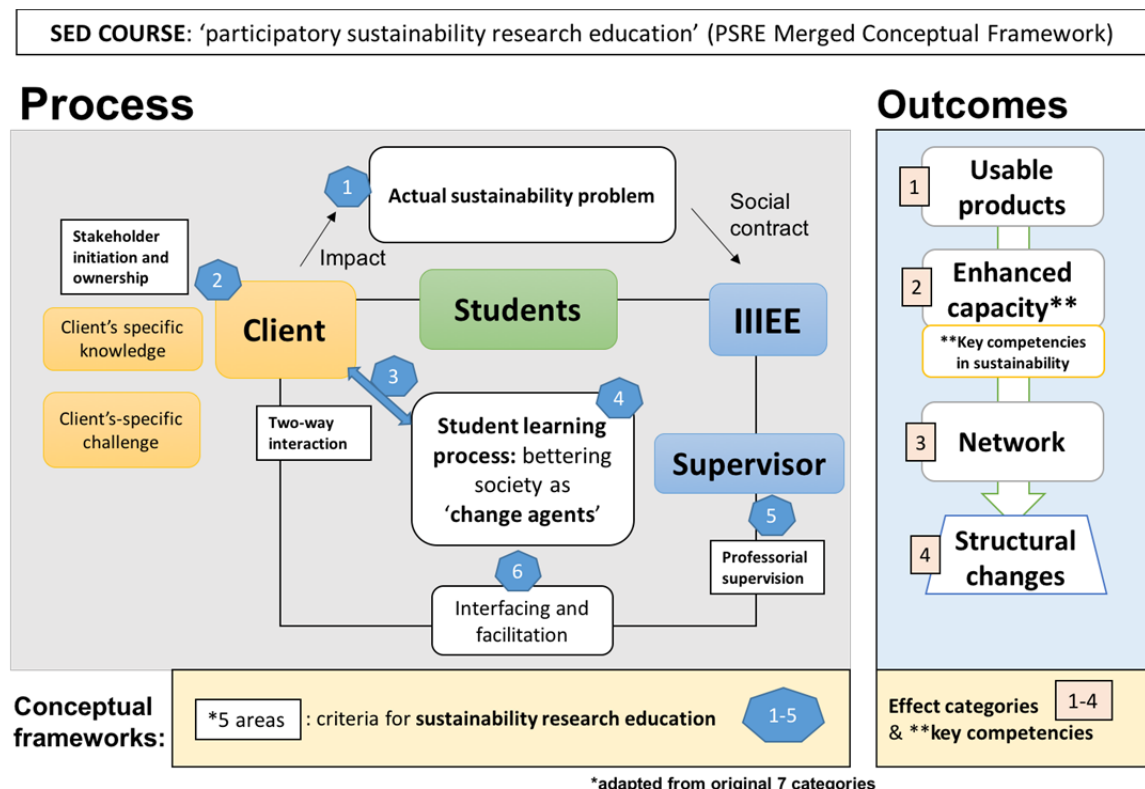 SED COURSE: ‘participatory sustainability research education’ (PSRE Merged Conceptual Framework)
Process
1
Actual sustainability problem
Social
contract
Impact
Stakeholder
initiation and
ownership
2
Client
Students
IIIEE
Client’s specific
knowledge
Client’s-specific
challenge
3
Two-way
interaction
4
Student learning
process: bettering
society as
‘change agents’
Supervisor
5
Professorial
supervision
6
Interfacing and
facilitation
Outcomes
1
Usable
products
2
Enhanced
capacity**
**Key competencies
in sustainability
3
Network
4
Structural
changes
Conceptual
frameworks:
*5 areas : criteria for sustainability research education 1-5
Effect categories 1-4
& **key competencies
*adapted from original 7 categories